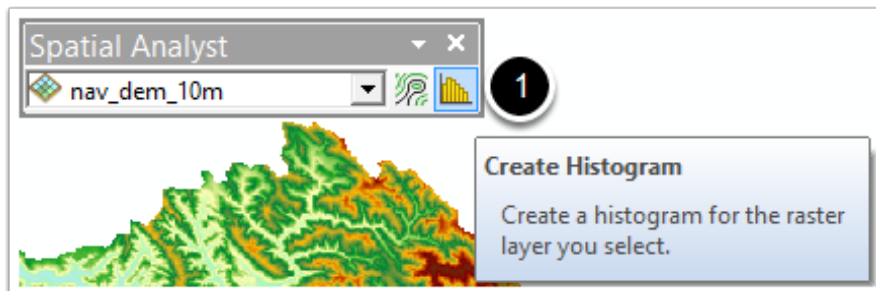 Spatial Analyst
nav_dem_10m
1
Create Histogram
Create a histogram for the raster
layer you select.